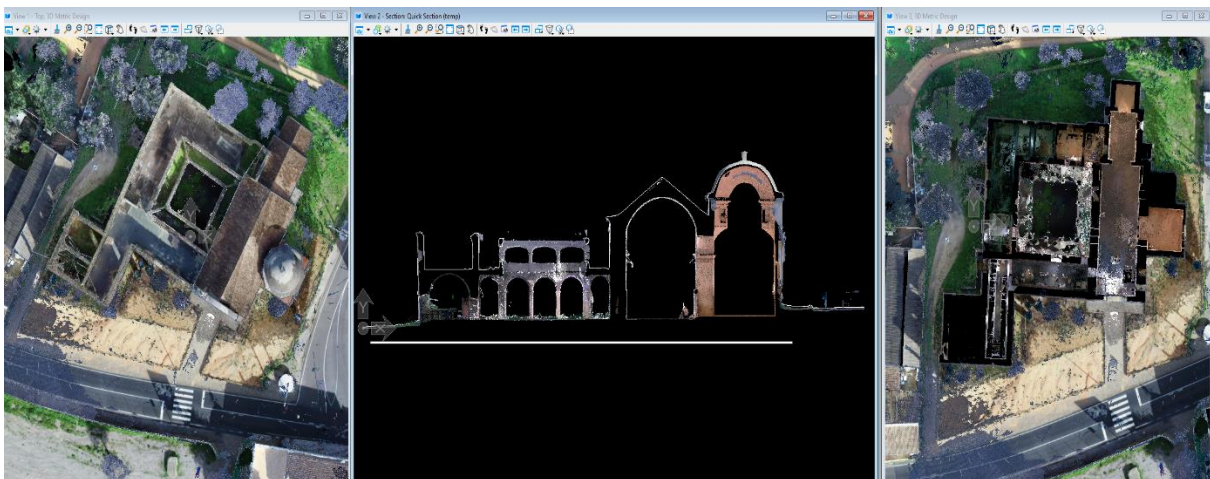 View 1 - Top, 3D Metric Design
View 2 - Section: Quick Section (temp)
View 3, 3D Metric Design